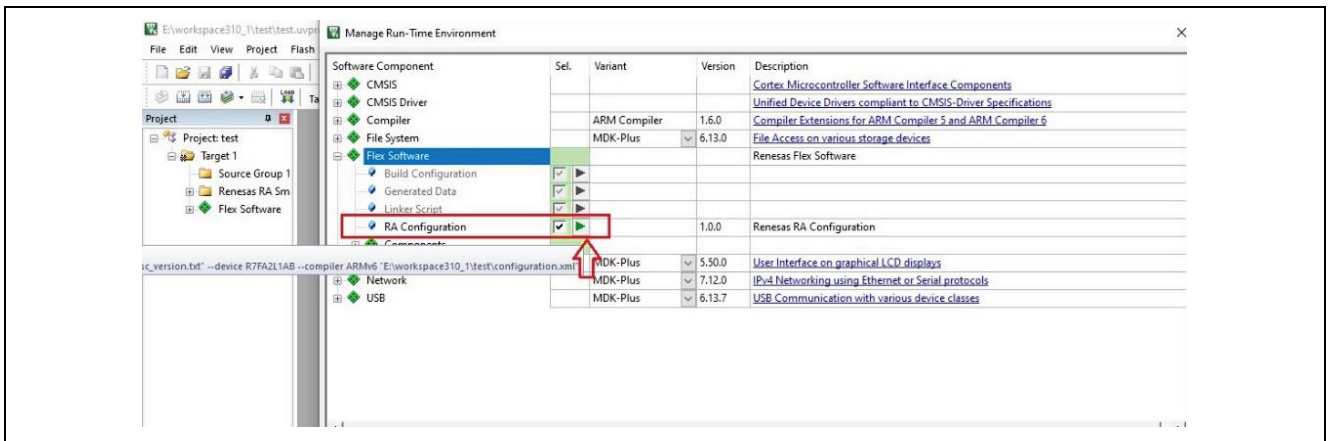 E:\workspace310_1\test\test.uvpr
Manage Run-Time Environment
File Edit View Project Flash
Software Component Sel. Variant Version Description
CMSIS Cortex Microcontroller Software Interface Components
CMSIS Driver Unified Device Drivers compliant to CMSIS-Driver Specifications
Project Compiler ARM Compiler 1.6.0 Compiler Extensions for ARM Compiler 5 and ARM Compiler 6
Project: test File System MDK-Plus 6.13.0 File Access on various storage devices
Target 1 Flex Software Renesas Flex Software
Source Group 1 Build Configuration
Renesas RA Sm Generated Data
Flex Software Linker Script
RA Configuration 1.0.0 Renesas RA Configuration
Components
sc_version.txt" --device R7FA2L1AB --compiler ARMv6 "E:\workspace310_1\test\configuration.xml" MDK-Plus 5.50.0 User Interface on graphical LCD displays
Network MDK-Plus 7.12.0 IPv4 Networking using Ethernet or Serial protocols
USB MDK-Plus 6.13.7 USB Communication with various device classes